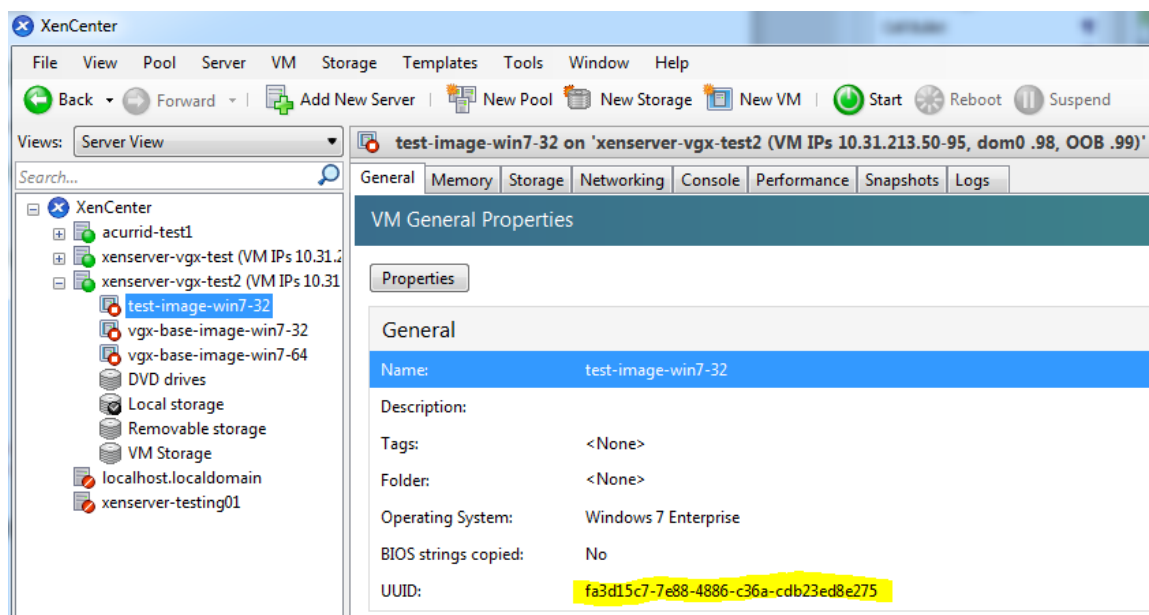 XenCenter
File View Pool Server VM Storage Templates Tools Window Help
Back Forward Add New Server New Pool New Storage New VM Start Reboot Suspend
Views: Server View
Search...
XenCenter
acurrid-test1
xenserver-vgx-test (VM IPs 10.31.2
xenserver-vgx-test2 (VM IPs 10.31
test-image-win7-32
vgx-base-image-win7-32
vgx-base-image-win7-64
DVD drives
Local storage
Removable storage
VM Storage
localhost.localdomain
xenserver-testing01
test-image-win7-32 on 'xenserver-vgx-test2 (VM IPs 10.31.213.50-95, dom0 .98, OOB .99)'
General Memory Storage Networking Console Performance Snapshots Logs
VM General Properties
Properties
General
Name: test-image-win7-32
Description:
Tags: <None>
Folder: <None>
Operating System: Windows 7 Enterprise
BIOS strings copied: No
UUID: fa3d15c7-7e88-4886-c36a-cdb23ed8e275